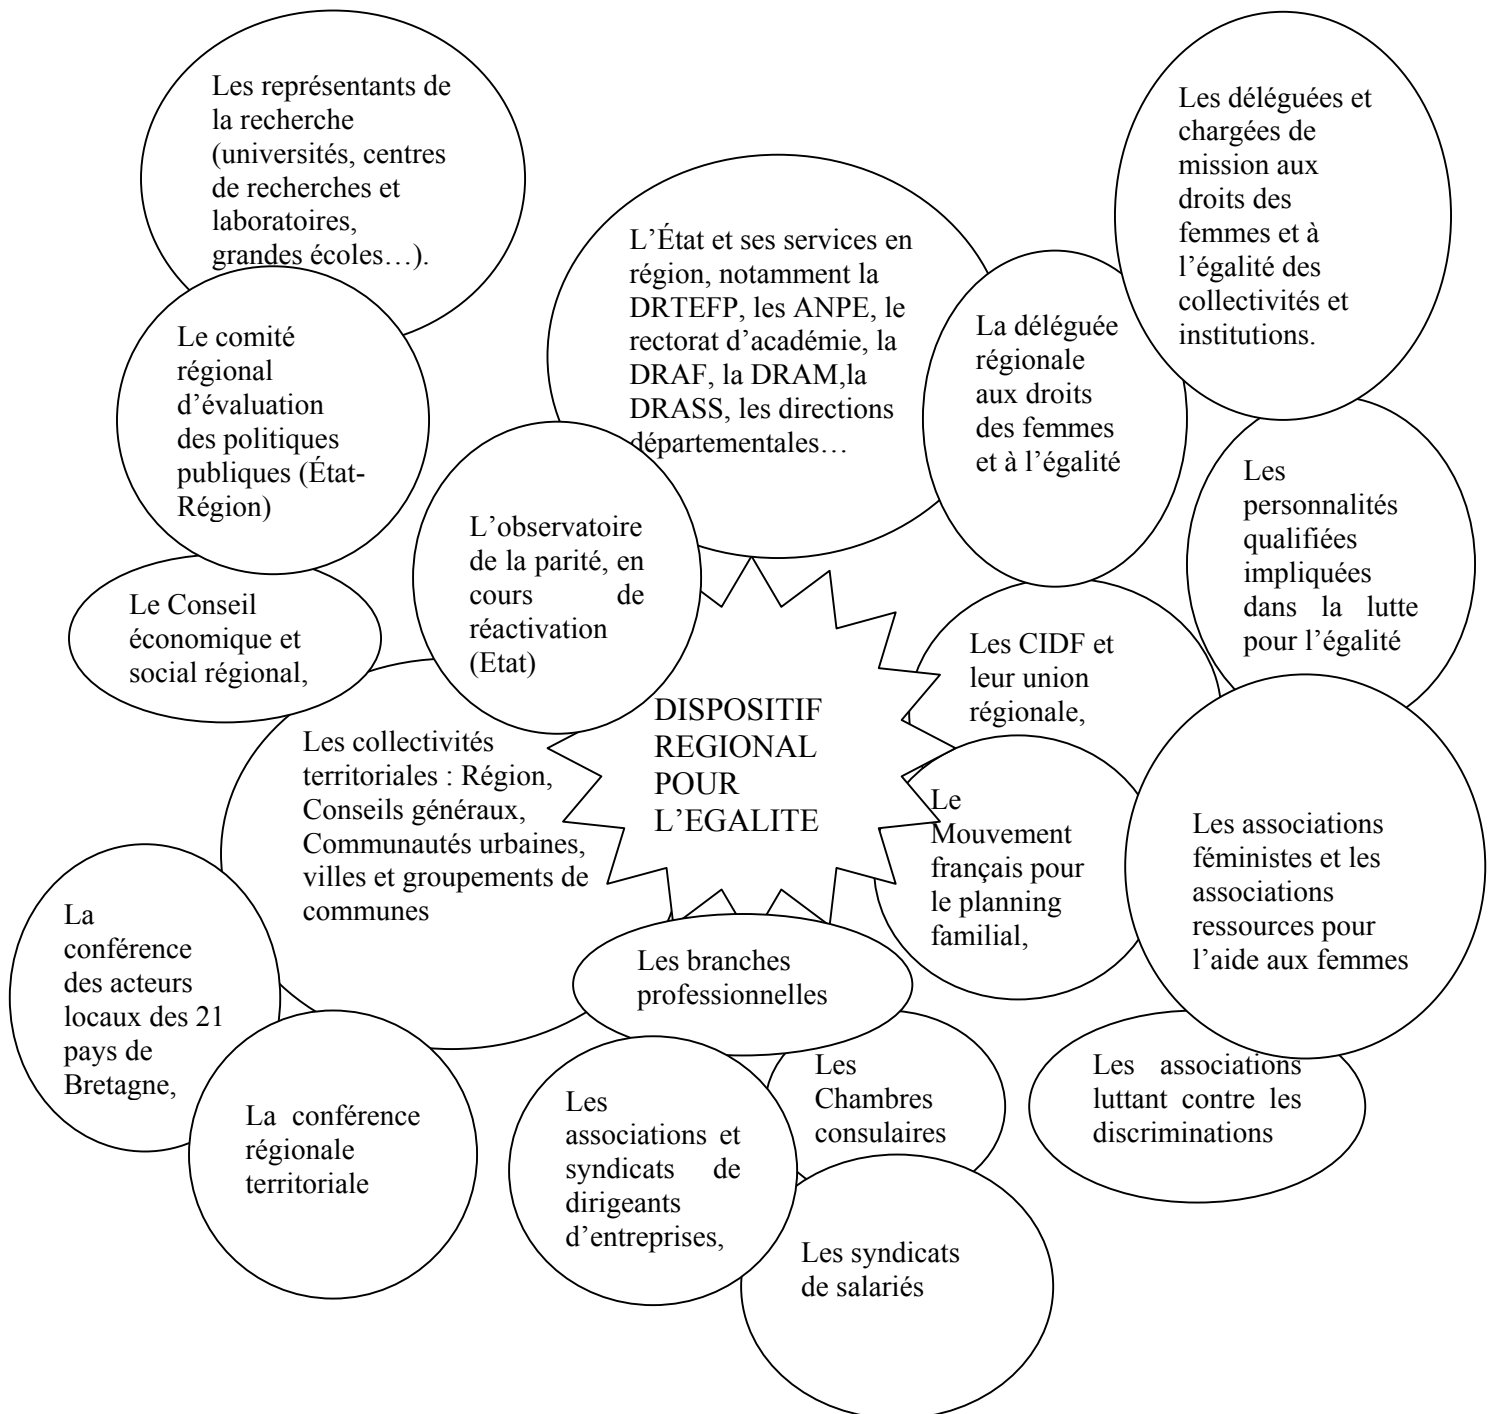 Les représentants de
la recherche
(universités, centres
de recherches et
laboratoires,
grandes écoles…).
Les déléguées et
chargées de
mission aux
droits des
femmes et à
l’égalité des
collectivités et
institutions.
L’État et ses services en
région, notamment la
DRTEFP, les ANPE, le
rectorat d’académie, la
DRAF, la DRAM,la
DRASS, les directions
départementales…
La déléguée
régionale
aux droits
des femmes
et à l’égalité
Le comité
régional
d’évaluation
des politiques
publiques (État-
Région)
Les
personnalités
qualifiées
impliquées
dans la lutte
pour l’égalité
L’observatoire
de la parité, en
cours de
réactivation
(Etat)
Le Conseil
économique et
social régional,
Les CIDF et
leur union
régionale,
DISPOSITIF
REGIONAL
POUR
L’EGALITE
Les collectivités
territoriales : Région,
Conseils généraux,
Communautés urbaines,
villes et groupements de
communes
Le
Mouvement
français pour
le planning
familial,
Les associations
féministes et les
associations
ressources pour
l’aide aux femmes
La
conférence
des acteurs
locaux des 21
pays de
Bretagne,
Les branches
professionnelles
La conférence
régionale
territoriale
Les
associations et
syndicats de
dirigeants
d’entreprises,
Les
Chambres
consulaires
Les associations
luttant contre les
discriminations
Les syndicats
de salariés